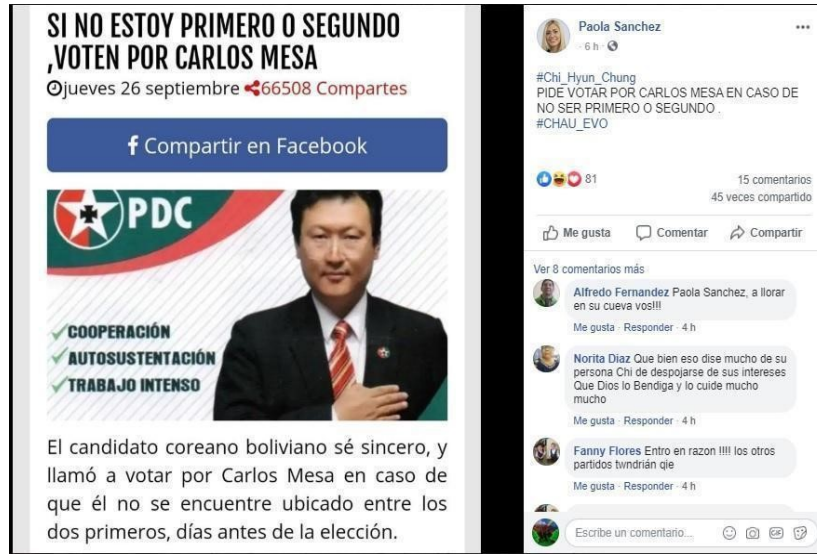 SI NO ESTOY PRIMERO O SEGUNDO
,VOTEN POR CARLOS MESA
jueves 26 septiembre 66508 Compartes
f Compartir en Facebook
PDC
COOPERACIÓN
AUTOSUSTENTACIÓN
TRABAJO INTENSO
El candidato coreano boliviano sé sincero, y
llamó a votar por Carlos Mesa en caso de
que él no se encuentre ubicado entre los
dos primeros, días antes de la elección.
Paola Sanchez
6 h
#Chi_Hyun_Chung
PIDE VOTAR POR CARLOS MESA EN CASO DE
NO SER PRIMERO O SEGUNDO .
#CHAU_EVO
81
15 comentarios
45 veces compartido
Me gusta Comentar Compartir
Ver 8 comentarios más
Alfredo Fernandez Paola Sanchez, a llorar
en su cueva vos!!!
Me gusta · Responder · 4 h
Norita Diaz Que bien eso dise mucho de su
persona Chi de despojarse de sus intereses
Que Dios lo Bendiga y lo cuide mucho
mucho
Me gusta · Responder · 4 h
Fanny Flores Entro en razon !!!! los otros
partidos twndrián qie
Me gusta · Responder · 4 h
Escribe un comentario...
GIF